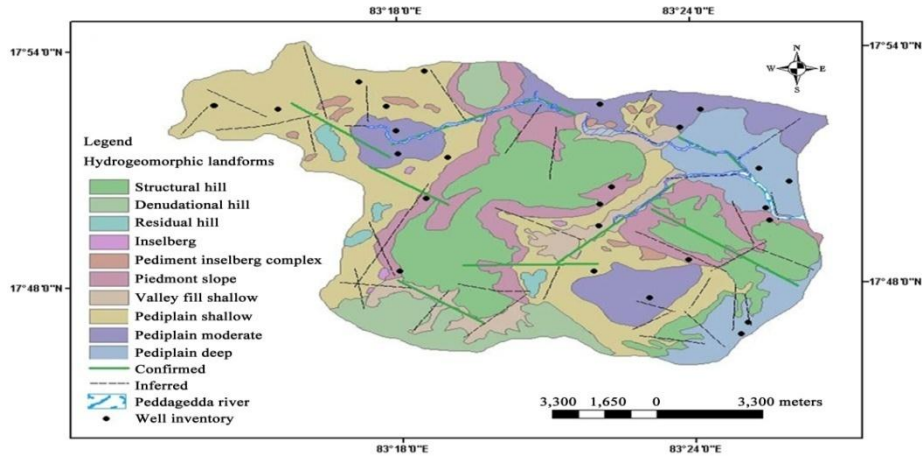 83°18'0"E
83°24'0"E
17°54'0"N
17°54'0"N
N
W E
S
Legend
Hydrogeomorphic landforms
Structural hill
Denudational hill
Residual hill
Inselberg
Pediment inselberg complex
Piedmont slope
Valley fill shallow
Pediplain shallow
Pediplain moderate
Pediplain deep
Confirmed
Inferred
Peddagedda river
Well inventory
17°48'0"N
17°48'0"N
3,300 1,650 0 3,300 meters
83°18'0"E
83°24'0"E